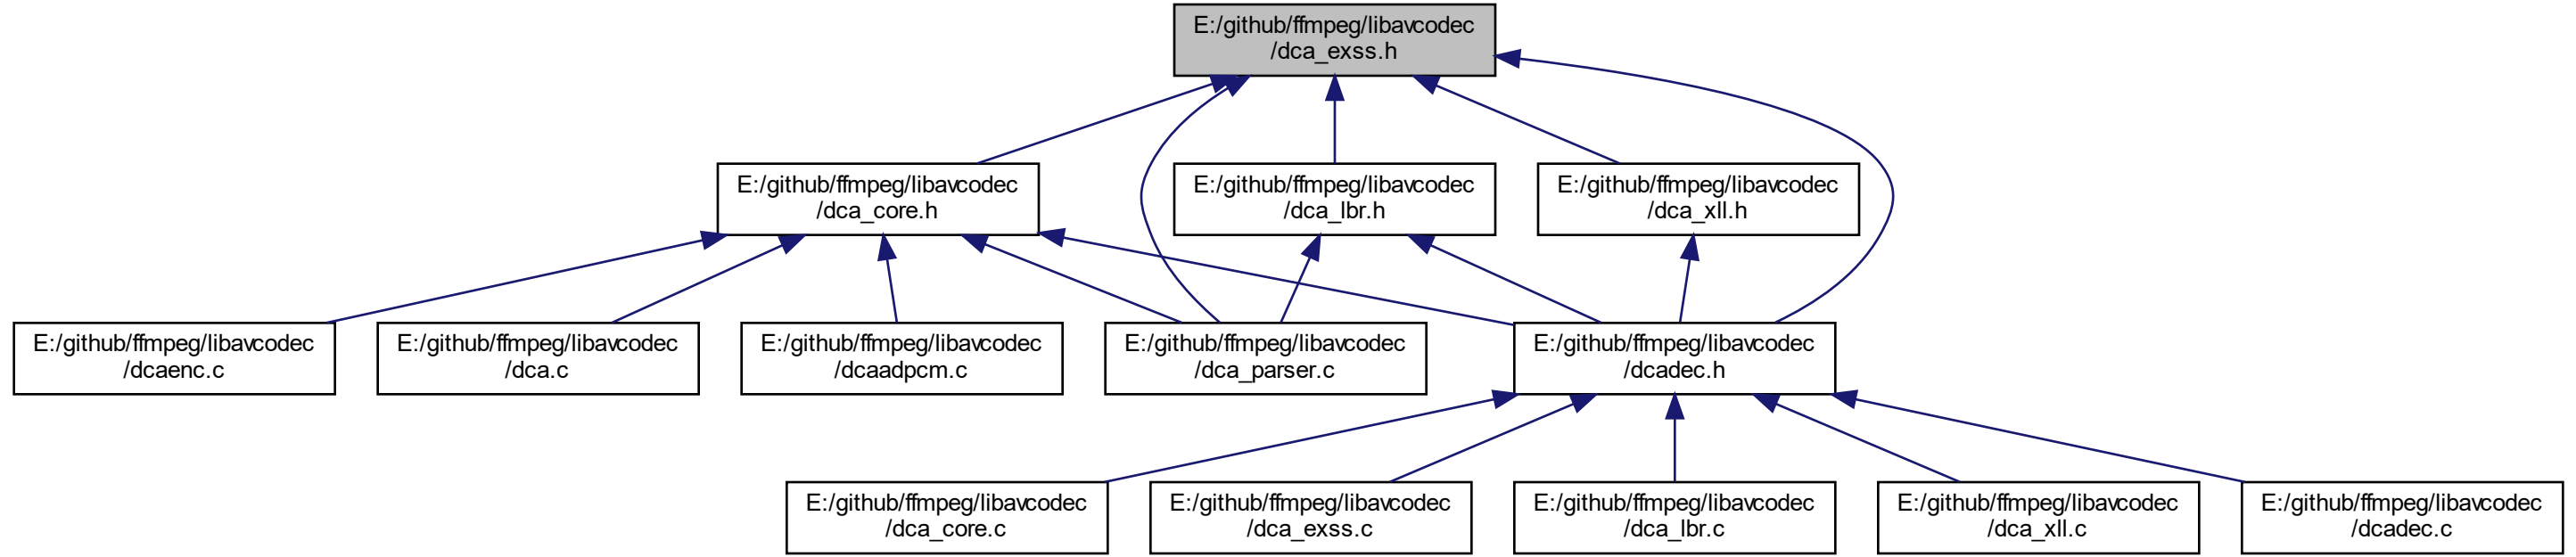 E:/github/ffmpeg/libavcodec
/dca_exss.h
E:/github/ffmpeg/libavcodec
/dca_core.h
E:/github/ffmpeg/libavcodec
/dca_lbr.h
E:/github/ffmpeg/libavcodec
/dca_xll.h
E:/github/ffmpeg/libavcodec
/dcaenc.c
E:/github/ffmpeg/libavcodec
/dca.c
E:/github/ffmpeg/libavcodec
/dcaadpcm.c
E:/github/ffmpeg/libavcodec
/dca_parser.c
E:/github/ffmpeg/libavcodec
/dcadec.h
E:/github/ffmpeg/libavcodec
/dca_core.c
E:/github/ffmpeg/libavcodec
/dca_exss.c
E:/github/ffmpeg/libavcodec
/dca_lbr.c
E:/github/ffmpeg/libavcodec
/dca_xll.c
E:/github/ffmpeg/libavcodec
/dcadec.c